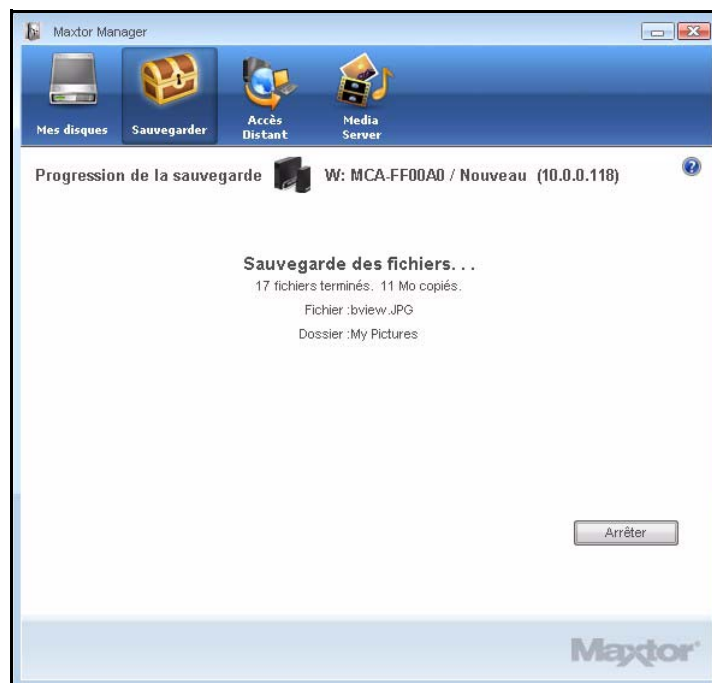 Maxtor Manager
Mes disques
Sauvegarder
Accès
Distant
Media
Server
Progression de la sauvegarde W: MCA-FF00A0 / Nouveau (10.0.0.118)
Sauvegarde des fichiers. . .
17 fichiers terminés. 11 Mo copiés.
Fichier :bview.JPG
Dossier :My Pictures
Arrêter
Maxtor